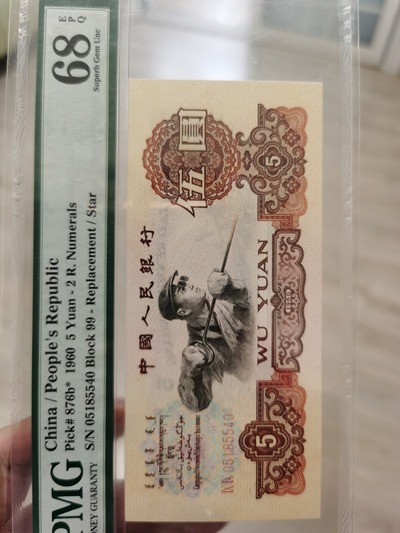 PMG
MONEY GUARANTY
China / People's Republic
Pick# 876b* 1960 5 Yuan - 2 R. Numerals
S/N 05185540 Block 99 - Replacement / Star
68
EPQ
Superb Gem Unc
中國人民銀行
伍圓
5
WU YUAN
1960
5
05185540